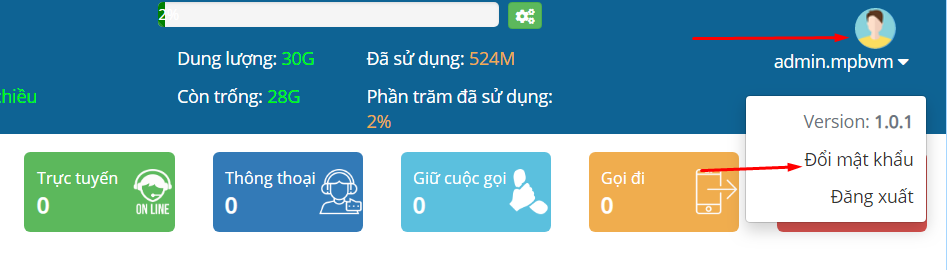 2%
admin.mpbvm
Dung lượng: 30G
Đã sử dụng: 524M
chiều
Còn trống: 28G
Phần trăm đã sử dụng:
2%
Version: 1.0.1
Đổi mật khẩu
Đăng xuất
Trực tuyến
0
ON LINE
Thông thoại
0
Giữ cuộc gọi
0
Gọi đi
0